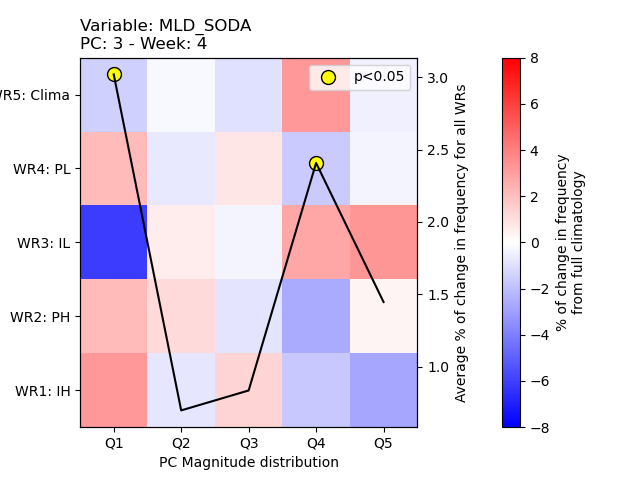 Variable: MLD_SODA
PC: 3 - Week: 4
p<0.05
WR5: Clima
WR4: PL
WR3: IL
WR2: PH
WR1: IH
Q1 Q2 Q3 Q4 Q5
PC Magnitude distribution
3.0
2.5
2.0
1.5
1.0
Average % of change in frequency for all WRs
8
6
4
2
0
−2
−4
−6
−8
% of change in frequency
from full climatology